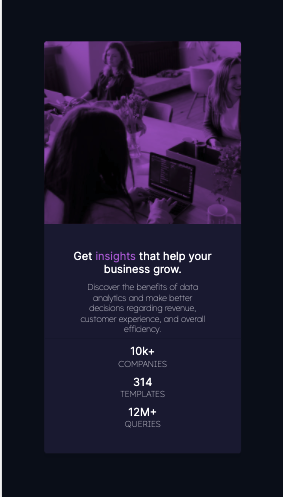 Get insights that help your
business grow.
Discover the benefits of data
analytics and make better
decisions regarding revenue,
customer experience, and overall
efficiency.
10k+
COMPANIES
314
TEMPLATES
12M+
QUERIES